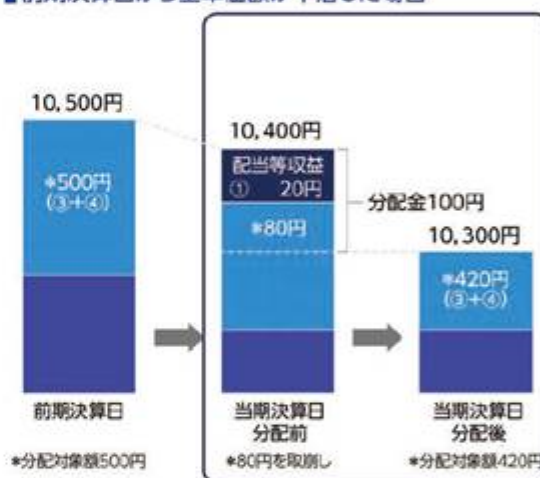 10,500円
*500円
(③+④)
前期決算日
*分配対象額500円
10,400円
配当等収益
① 20円
*80円
分配金100円
当期決算日
分配前
*80円を取崩し
10,300円
*420円
(③+④)
当期決算日
分配後
*分配対象額420円